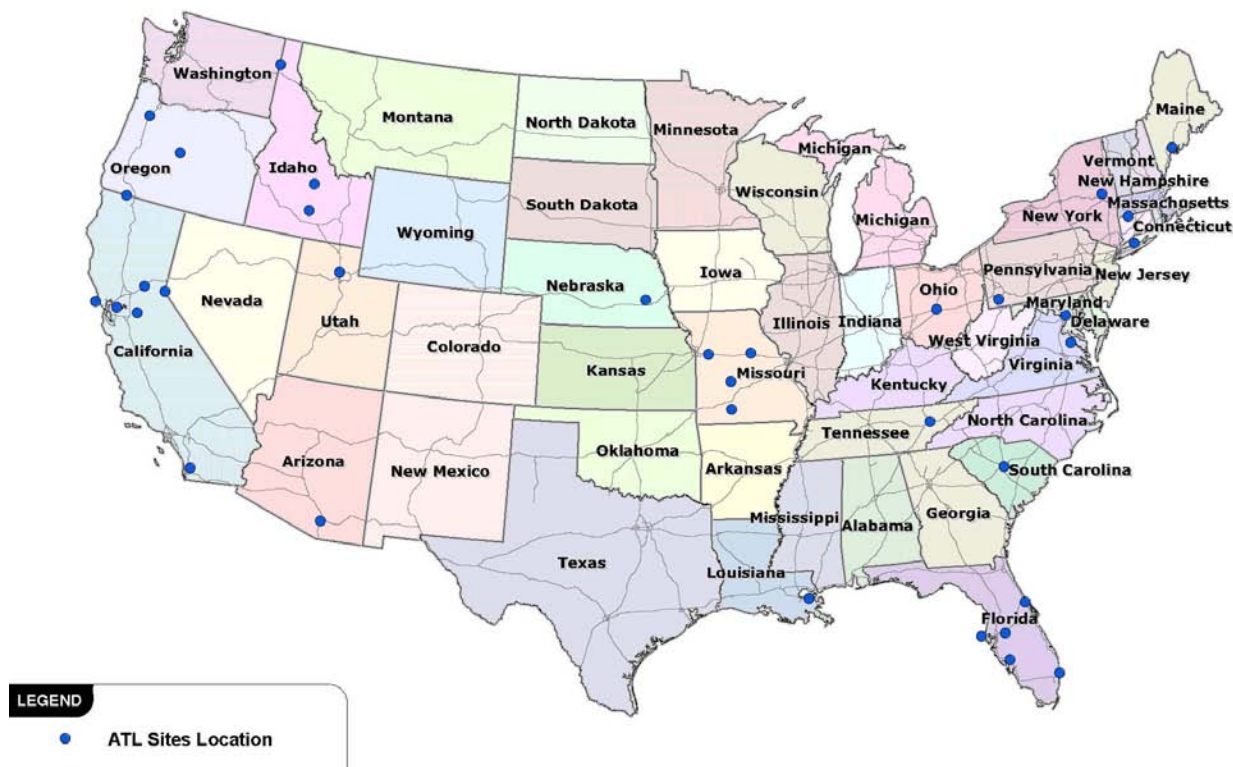 Washington
Montana
North Dakota
Minnesota
Maine
Oregon
Idaho
South Dakota
Wisconsin
Michigan
Michigan
Vermont
New Hampshire
Massachusetts
New York
Connecticut
Wyoming
Nebraska
Iowa
Pennsylvania
New Jersey
Nevada
Utah
Colorado
Kansas
Illinois
Indiana
Ohio
Maryland
Delaware
West Virginia
Virginia
California
Missouri
Kentucky
Arizona
New Mexico
Oklahoma
Arkansas
Tennessee
North Carolina
South Carolina
Mississippi
Alabama
Georgia
Texas
Louisiana
Florida
LEGEND
ATL Sites Location